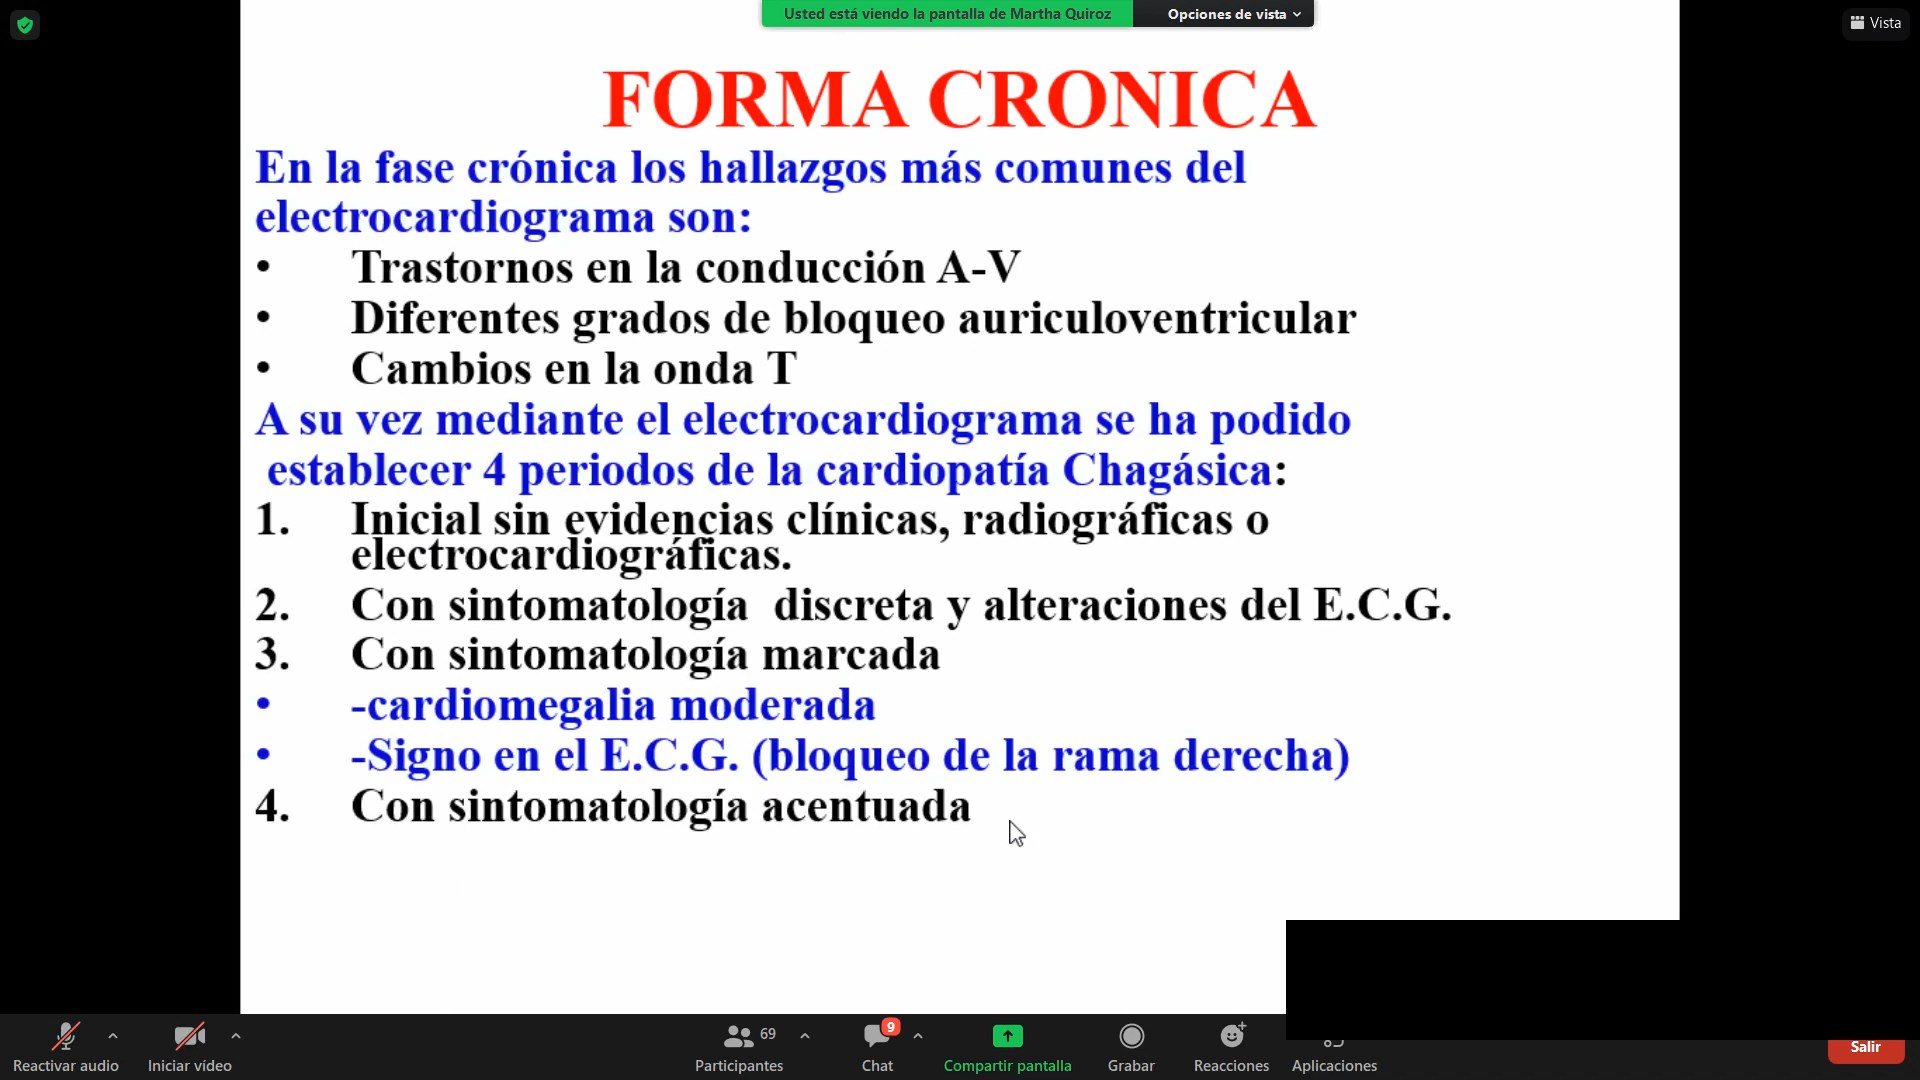 Usted está viendo la pantalla de Martha Quiroz
Opciones de vista
Vista
FORMA CRONICA
En la fase crónica los hallazgos más comunes del
electrocardiograma son:
• Trastornos en la conducción A-V
• Diferentes grados de bloqueo auriculoventricular
• Cambios en la onda T
A su vez mediante el electrocardiograma se ha podido
establecer 4 periodos de la cardiopatía Chagásica:
1. Inicial sin evidencias clínicas, radiográficas o
electrocardiográficas.
2. Con sintomatología discreta y alteraciones del E.C.G.
3. Con sintomatología marcada
• -cardiomegalia moderada
• -Signo en el E.C.G. (bloqueo de la rama derecha)
4. Con sintomatología acentuada
69
9
Reactivar audio
Iniciar vídeo
Participantes
Chat
Compartir pantalla
Grabar
Reacciones
Aplicaciones
Salir